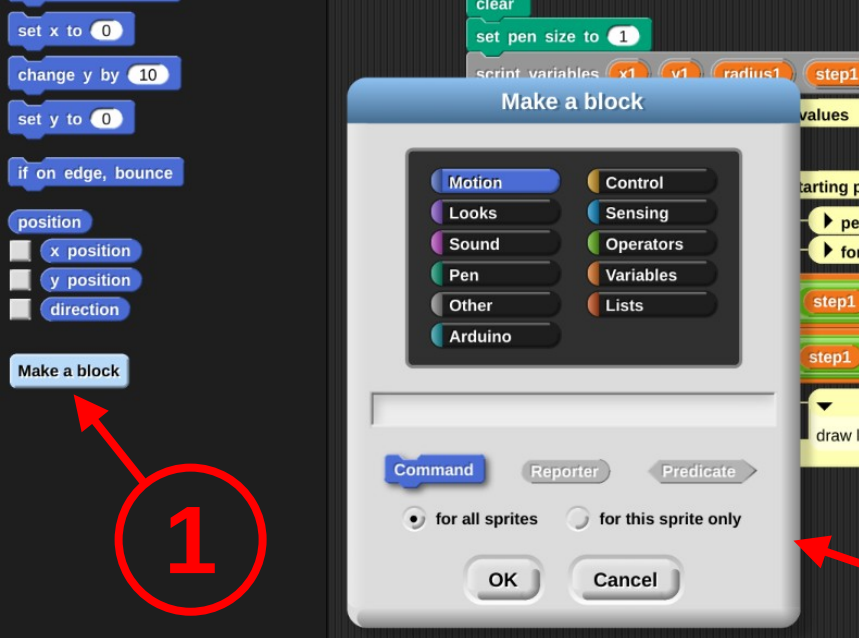 set x to 0
change y by 10
set y to 0
if on edge, bounce
position
x position
y position
direction
Make a block
1
clear
set pen size to 1
script variables x1 y1 radius1 step1
values
tarting p
pe
for
step1
step1
draw l
Make a block
Motion
Looks
Sound
Pen
Other
Arduino
Control
Sensing
Operators
Variables
Lists
Command
Reporter
Predicate
for all sprites
for this sprite only
OK
Cancel